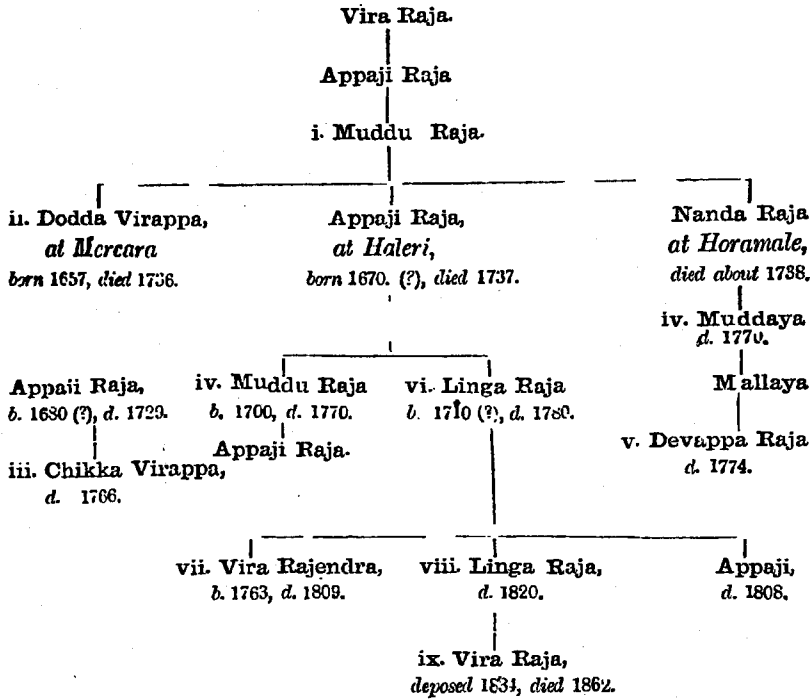 Vira Raja.
Appaji Raja
i. Muddu Raja.
ii. Dodda Virappa,
at Mercara
born 1657, died 1736.
Appaji Raja,
at Haleri,
born 1670. (?), died 1737.
Nanda Raja
at Horamale,
died about 1738.
iv. Muddaya
d. 1770.
Appaji Raja,
b. 1680 (?), d. 1729.
iv. Muddu Raja
b. 1700, d. 1770.
vi. Linga Raja
b. 1710 (?), d. 1780.
Mallaya
Appaji Raja.
iii. Chikka Virappa,
d. 1766.
v. Devappa Raja
d. 1774.
vii. Vira Rajendra,
b. 1763, d. 1809.
viii. Linga Raja,
d. 1820.
Appaji,
d. 1808.
ix. Vira Raja,
deposed 1834, died 1862.